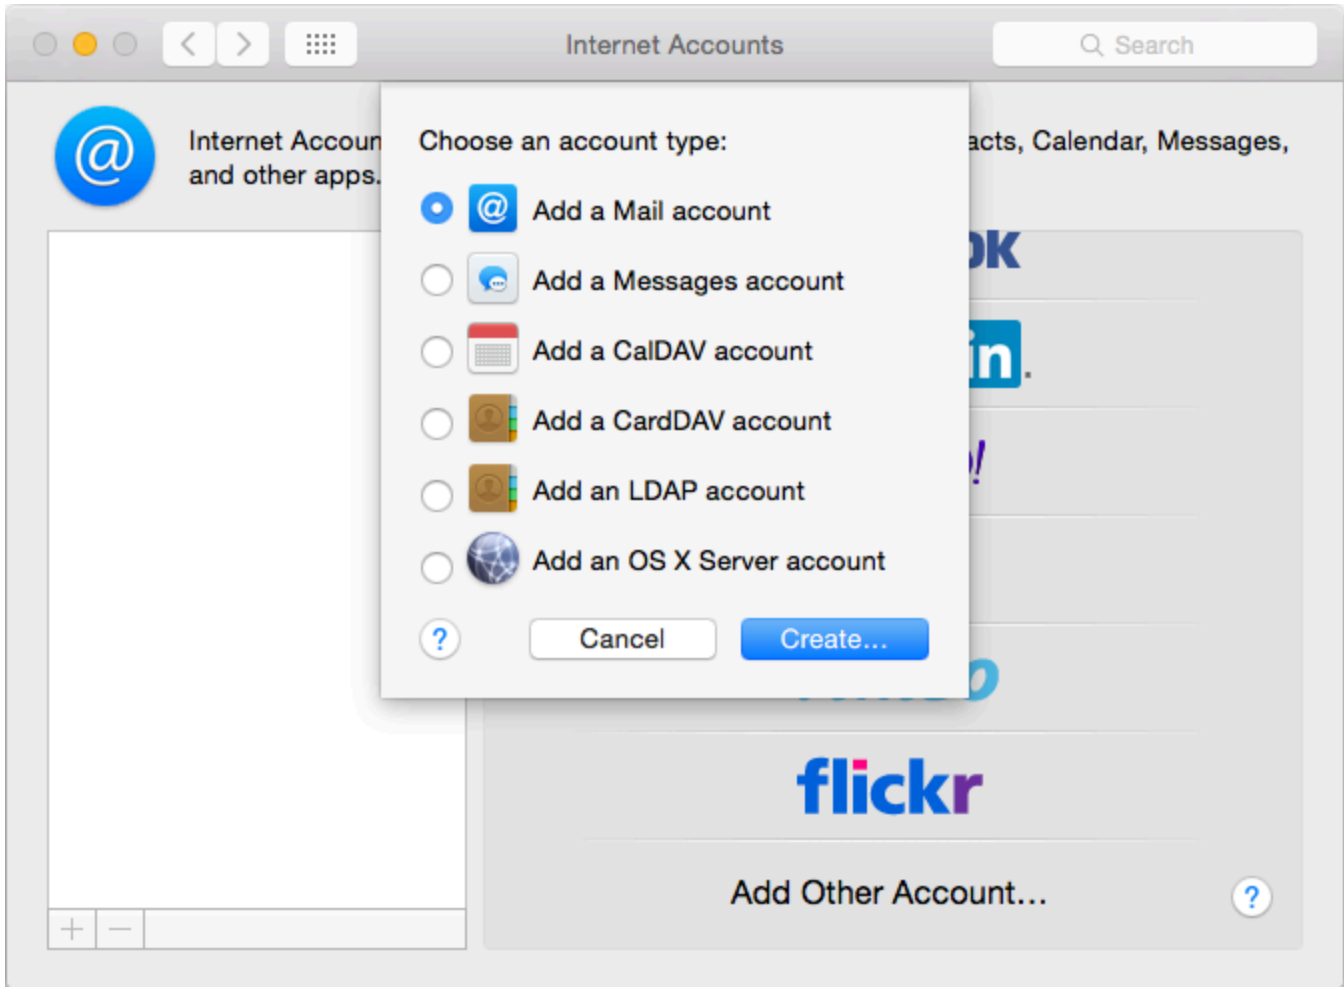 Internet Accounts
Search
Internet Accoun
acts, Calendar, Messages,
and other apps.
Choose an account type:
Add a Mail account
Add a Messages account
Add a CalDAV account
Add a CardDAV account
Add an LDAP account
Add an OS X Server account
?
Cancel
Create...
ok
in.
!
flickr
Add Other Account...
?